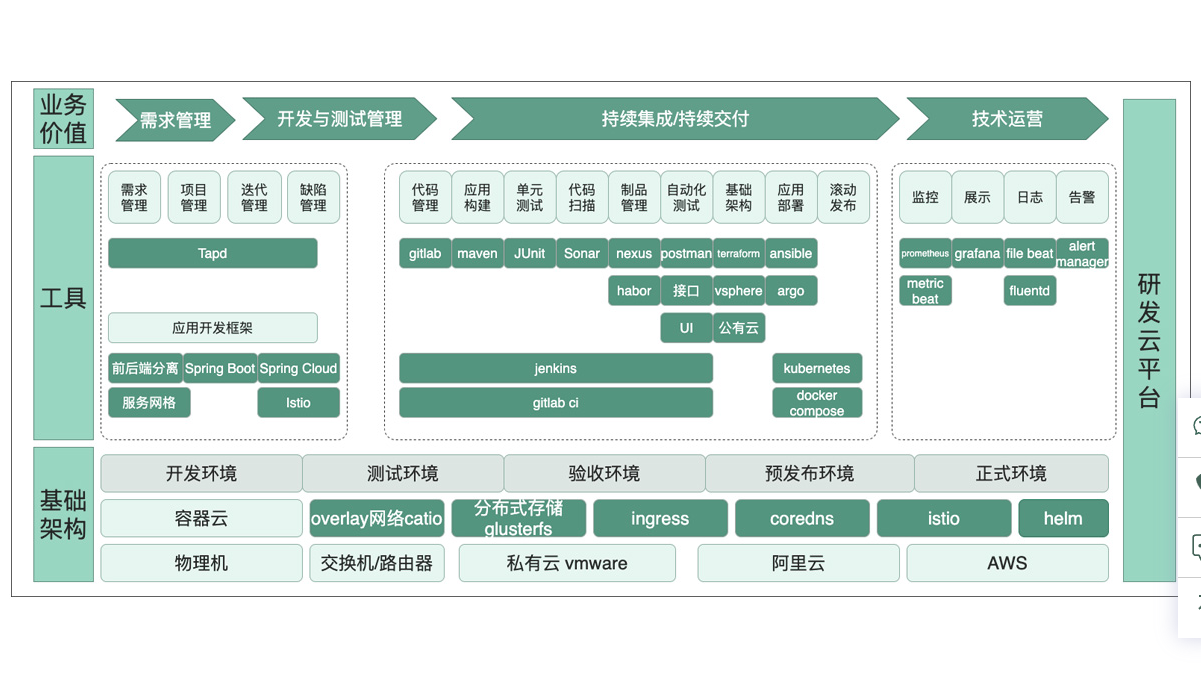 业务
价值
需求管理
开发与测试管理
持续集成/持续交付
技术运营
研发云平台
工具
需求
管理
项目
管理
迭代
管理
缺陷
管理
代码
管理
应用
构建
单元
测试
代码
扫描
制品
管理
自动化
测试
基础
架构
应用
部署
滚动
发布
监控
展示
日志
告警
Tapd
gitlab
maven
JUnit
Sonar
nexus
postman
terraform
ansible
prometheus
grafana
file beat
alert
manager
habor
接口
vsphere
argo
metric
beat
fluentd
应用开发框架
UI
公有云
前后端分离
Spring Boot
Spring Cloud
jenkins
kubernetes
服务网格
Istio
gitlab ci
docker
compose
基础
架构
开发环境
测试环境
验收环境
预发布环境
正式环境
容器云
overlay网络catio
分布式存储
glusterfs
ingress
coredns
istio
helm
物理机
交换机/路由器
私有云 vmware
阿里云
AWS